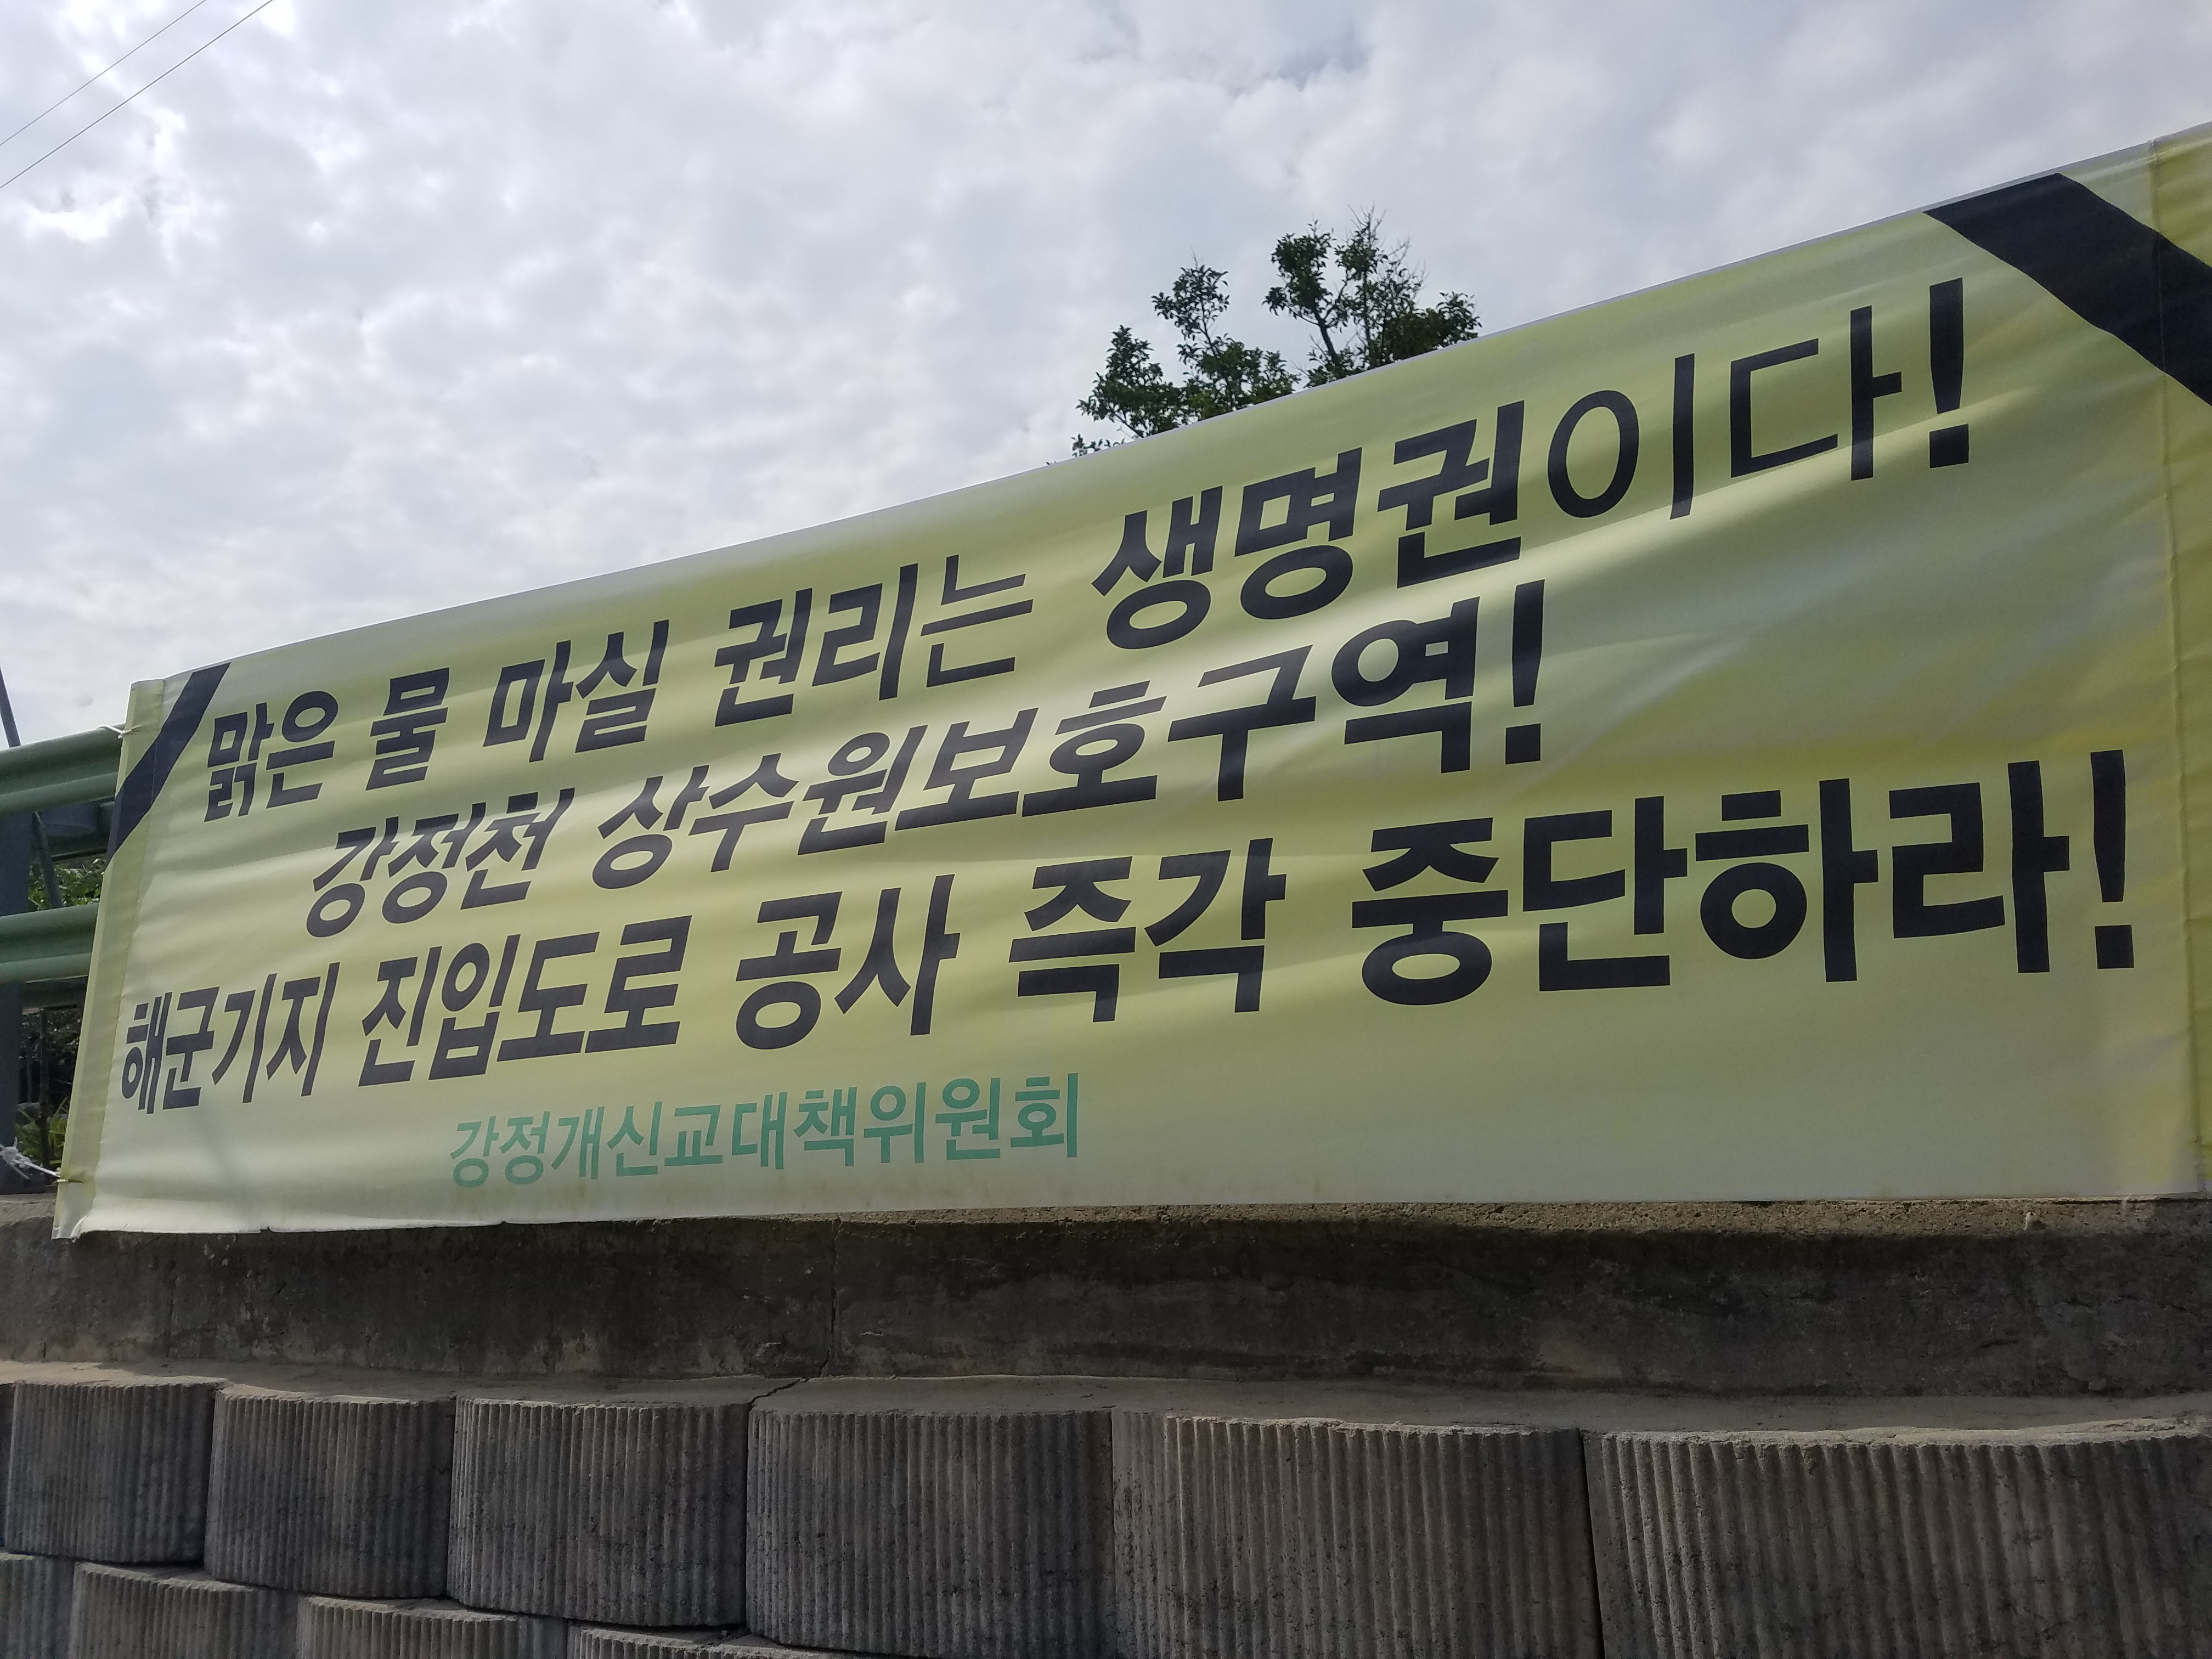 맑은 물 마실 권리는 생명권이다!
강정천 상수원보호구역!
해군기지 진입도로 공사 즉각 중단하라!
강정개신교대책위원회